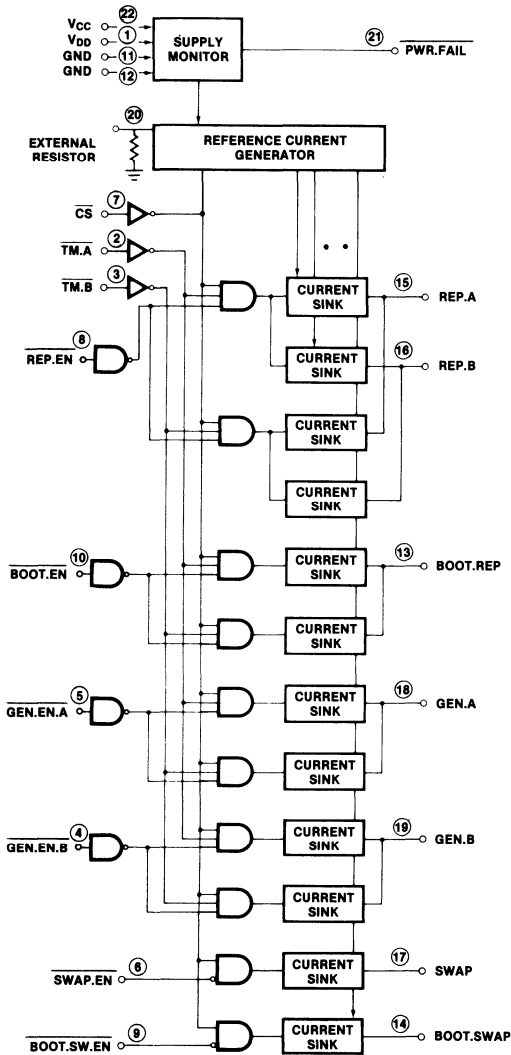 VCC 22
VDD 1
GND 11
GND 12
SUPPLY
MONITOR
21
PWR.FAIL
20
EXTERNAL
RESISTOR
REFERENCE CURRENT
GENERATOR
CS 7
TM.A 2
TM.B 3
CURRENT
SINK
15
REP.A
REP.EN 8
CURRENT
SINK
16
REP.B
CURRENT
SINK
CURRENT
SINK
BOOT.EN 10
CURRENT
SINK
13
BOOT.REP
CURRENT
SINK
GEN.EN.A 5
CURRENT
SINK
18
GEN.A
CURRENT
SINK
GEN.EN.B 4
CURRENT
SINK
19
GEN.B
CURRENT
SINK
SWAP.EN 6
CURRENT
SINK
17
SWAP
BOOT.SW.EN 9
CURRENT
SINK
14
BOOT.SWAP